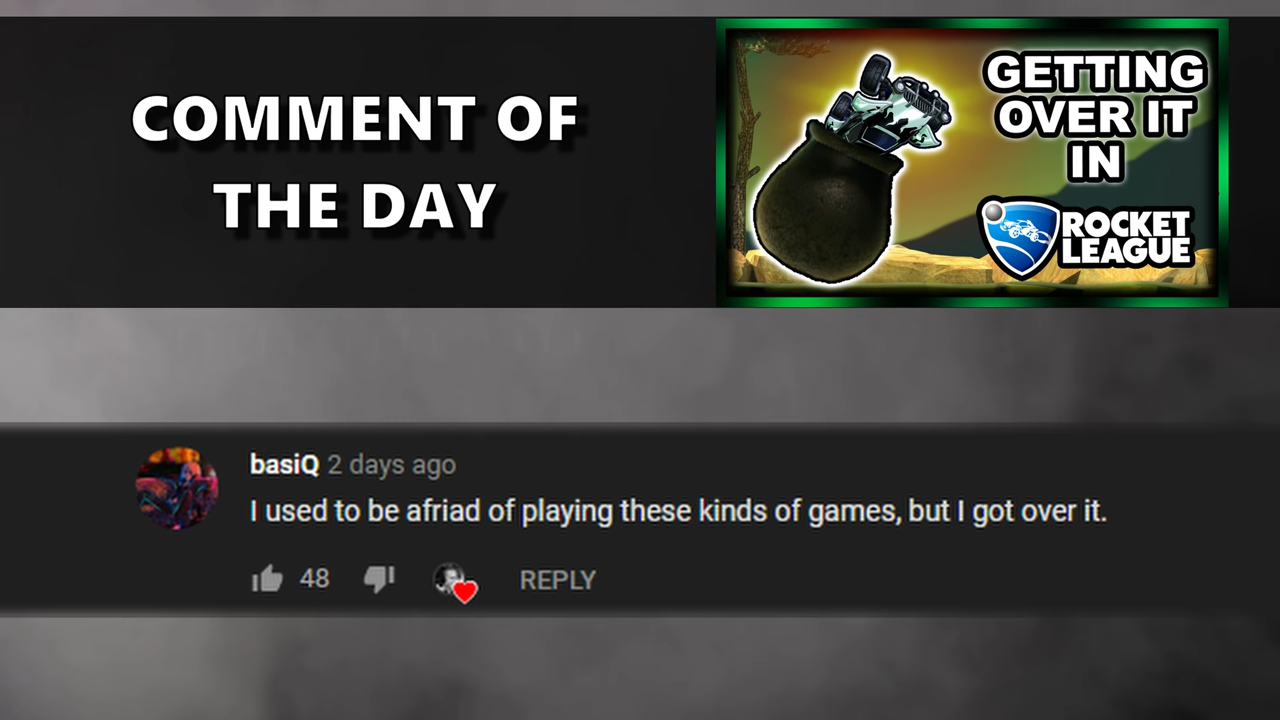 COMMENT OF
THE DAY
GETTING
OVER IT
IN
ROCKET
LEAGUE
basiQ 2 days ago
I used to be afriad of playing these kinds of games, but I got over it.
48 REPLY